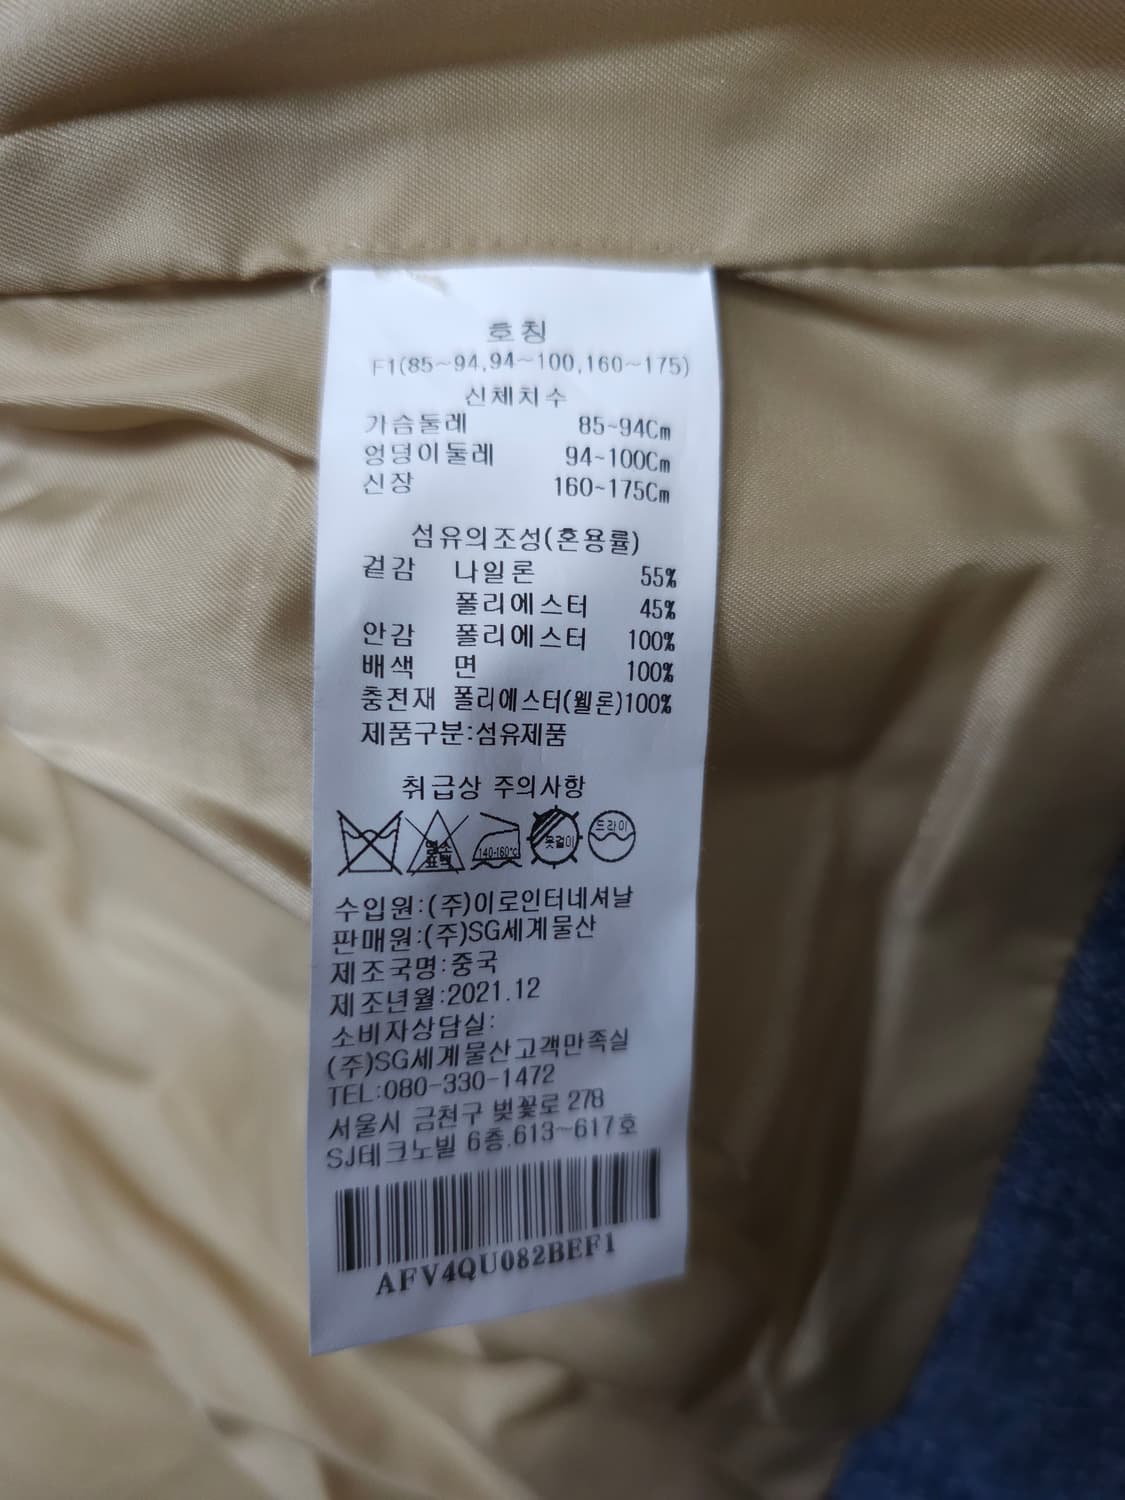 호칭
F1(85~94,94~100,160~175)
신체치수
가슴둘레 85~94Cm
엉덩이둘레 94~100Cm
신장 160~175Cm
섬유의조성(혼용률)
겉감 나일론 55%
폴리에스터 45%
안감 폴리에스터 100%
배색 면 100%
충전재 폴리에스터(웰론)100%
제품구분:섬유제품
취급상 주의사항
염소 표백 140-160℃ 옷걸이 드라이
수입원:(주)이로인터네셔날
판매원:(주)SG세계물산
제조국명:중국
제조년월:2021.12
소비자상담실:
(주)SG세계물산고객만족실
TEL:080-330-1472
서울시 금천구 벚꽃로 278
SJ테크노빌 6층.613~617호
AFV4QU082BEF1